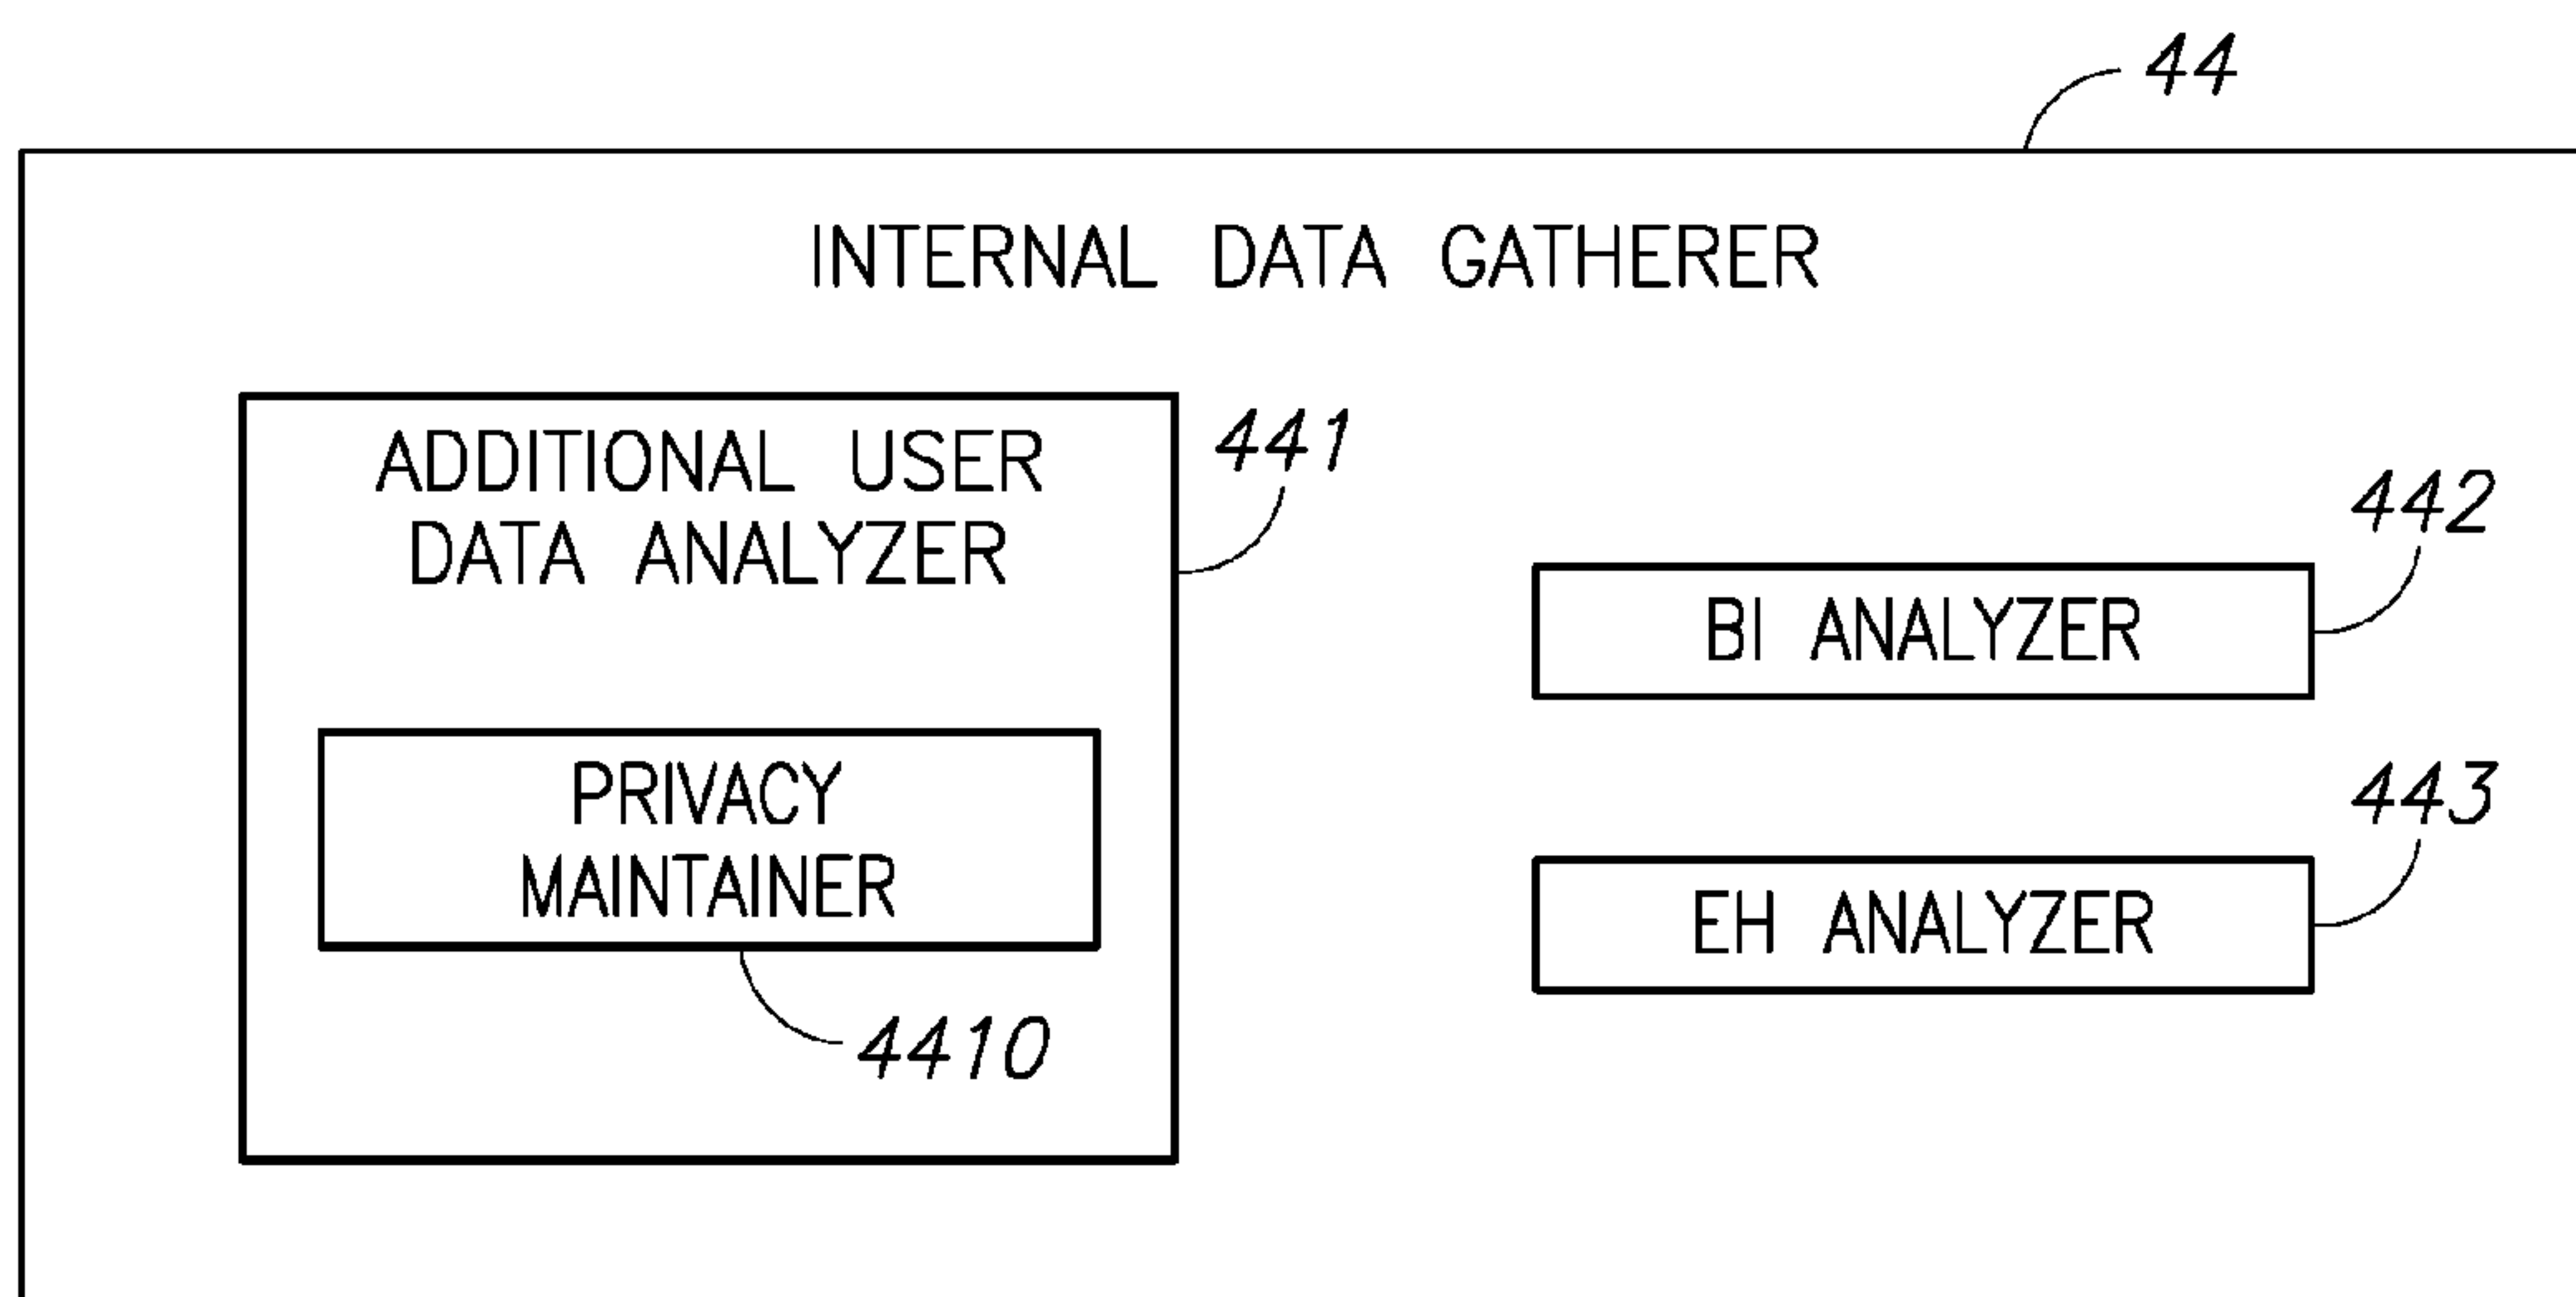 44
INTERNAL DATA GATHERER
ADDITIONAL USER
DATA ANALYZER
441
PRIVACY
MAINTAINER
4410
442
BI ANALYZER
443
EH ANALYZER